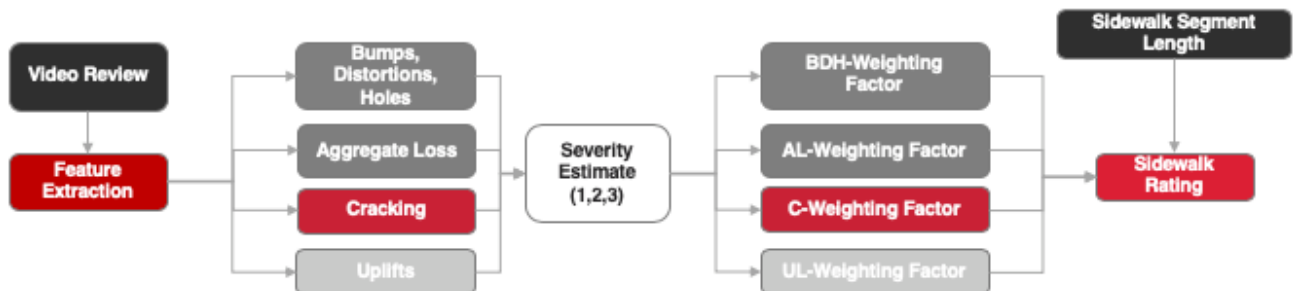 Video Review
Feature
Extraction
Bumps,
Distortions,
Holes
Aggregate Loss
Cracking
Uplifts
Severity
Estimate
(1,2,3)
BDH-Weighting
Factor
AL-Weighting Factor
C-Weighting Factor
UL-Weighting Factor
Sidewalk Segment
Length
Sidewalk
Rating